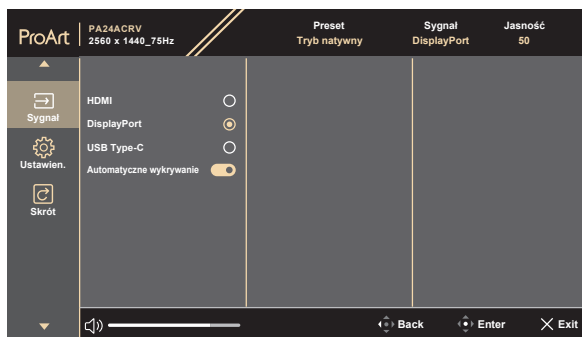 ProArt
PA24ACRV
2560 x 1440_75Hz
Preset
Tryb natywny
Sygnał
DisplayPort
Jasność
50
Sygnał
Ustawien.
Skrót
HDMI
DisplayPort
USB Type-C
Automatyczne wykrywanie
Back
Enter
Exit